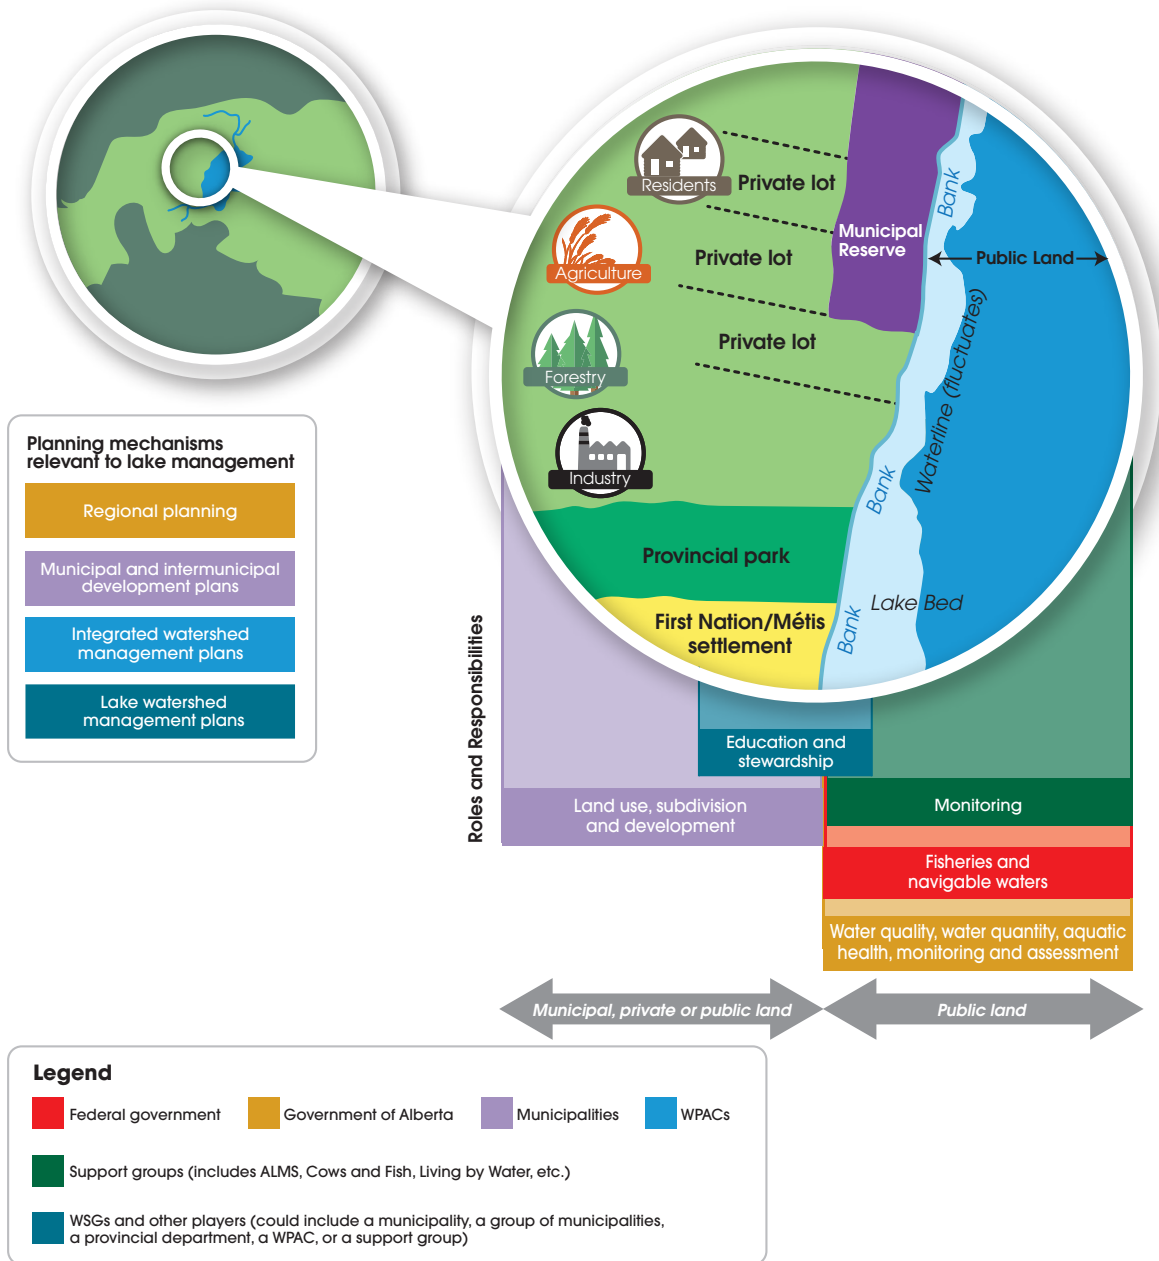 Residents
Private lot
Agriculture
Private lot
Forestry
Private lot
Industry
Municipal
Reserve
Bank
Public Land
Waterline (fluctuates)
Bank
Provincial park
Lake Bed
First Nation/Métis
settlement
Bank
Planning mechanisms
relevant to lake management
Regional planning
Municipal and intermunicipal
development plans
Integrated watershed
management plans
Lake watershed
management plans
Roles and Responsibilities
Education and
stewardship
Land use, subdivision
and development
Monitoring
Fisheries and
navigable waters
Water quality, water quantity, aquatic
health, monitoring and assessment
Municipal, private or public land
Public land
Legend
Federal government
Government of Alberta
Municipalities
WPACs
Support groups (includes ALMS, Cows and Fish, Living by Water, etc.)
WSGs and other players (could include a municipality, a group of municipalities,
a provincial department, a WPAC, or a support group)